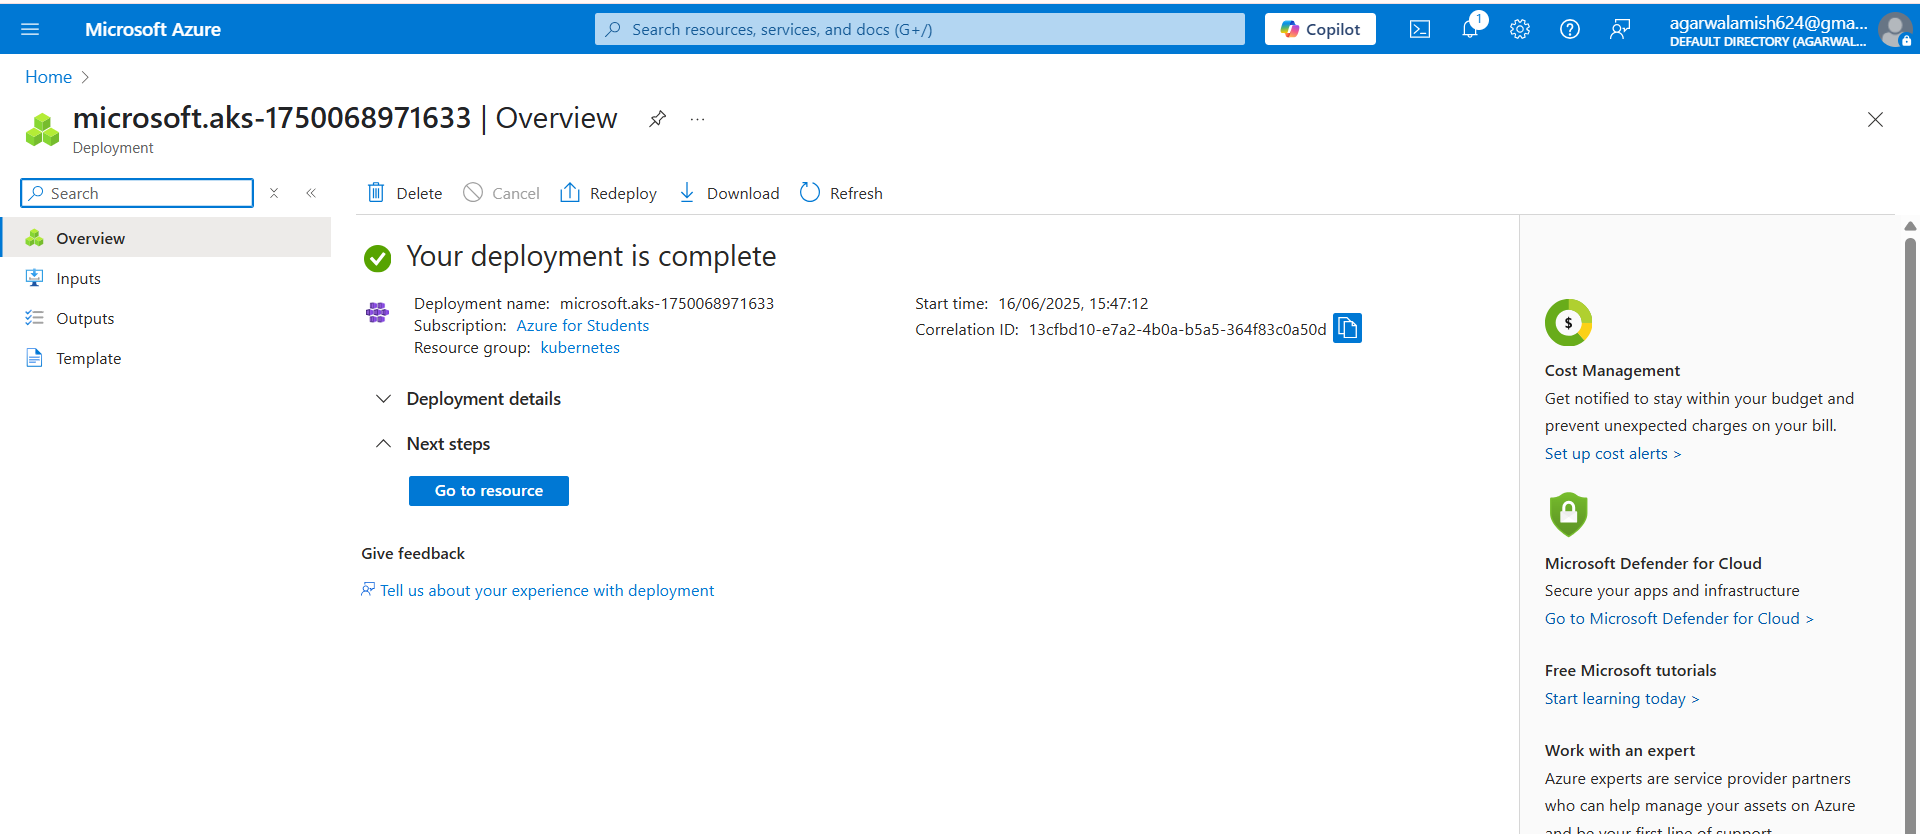 Microsoft Azure
Search resources, services, and docs (G+/)
Copilot
1
agarwalamish624@gma...
DEFAULT DIRECTORY (AGARWAL...
Home
microsoft.aks-1750068971633 | Overview
...
Deployment
Search
Delete
Cancel
Redeploy
Download
Refresh
Overview
Inputs
Outputs
Template
Your deployment is complete
Deployment name: microsoft.aks-1750068971633
Subscription: Azure for Students
Resource group: kubernetes
Start time: 16/06/2025, 15:47:12
Correlation ID: 13cfbd10-e7a2-4b0a-b5a5-364f83c0a50d
Deployment details
Next steps
Go to resource
Give feedback
Tell us about your experience with deployment
$
Cost Management
Get notified to stay within your budget and
prevent unexpected charges on your bill.
Set up cost alerts >
Microsoft Defender for Cloud
Secure your apps and infrastructure
Go to Microsoft Defender for Cloud >
Free Microsoft tutorials
Start learning today >
Work with an expert
Azure experts are service provider partners
who can help manage your assets on Azure
and be your first line of support.